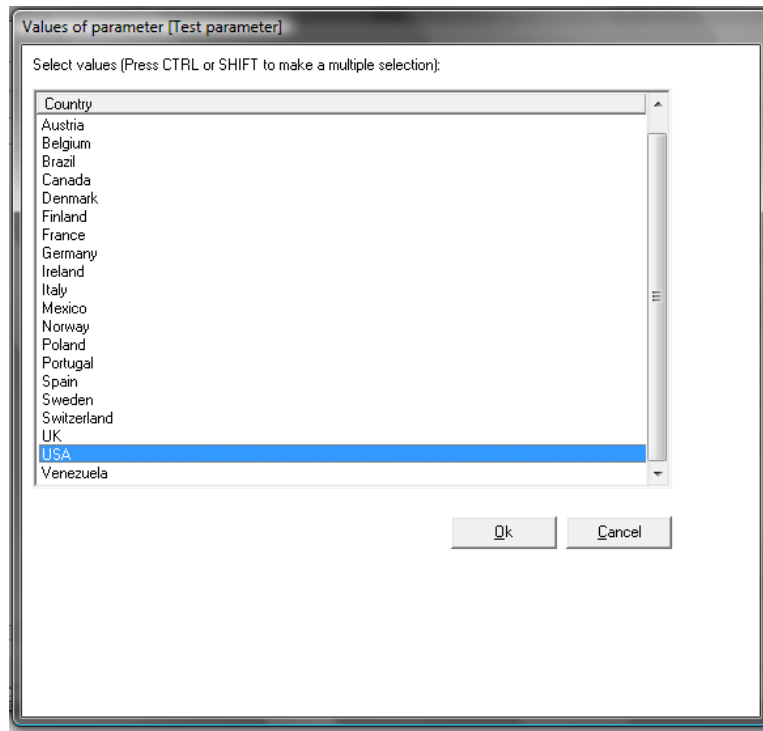 Values of parameter [Test parameter]
Select values (Press CTRL or SHIFT to make a multiple selection):
Country
Austria
Belgium
Brazil
Canada
Denmark
Finland
France
Germany
Ireland
Italy
Mexico
Norway
Poland
Portugal
Spain
Sweden
Switzerland
UK
USA
Venezuela
Ok Cancel